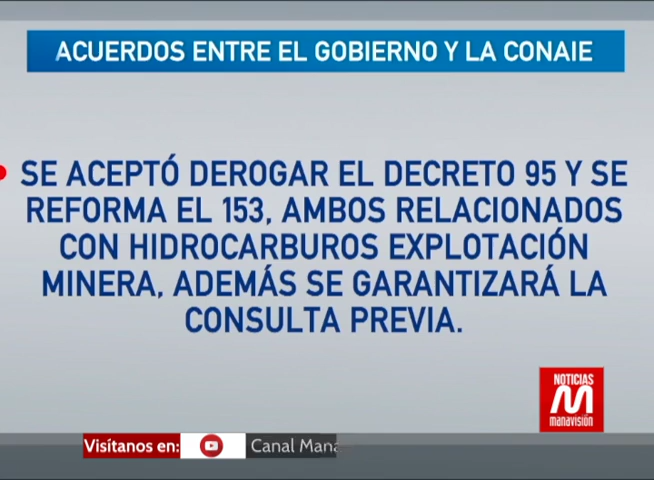 ACUERDOS ENTRE EL GOBIERNO Y LA CONAIE
SE ACEPTÓ DEROGAR EL DECRETO 95 Y SE
REFORMA EL 153, AMBOS RELACIONADOS
CON HIDROCARBUROS EXPLOTACIÓN
MINERA, ADEMÁS SE GARANTIZARÁ LA
CONSULTA PREVIA.
NOTICIAS
M
MANAVISIÓN
Visítanos en: Canal Mana